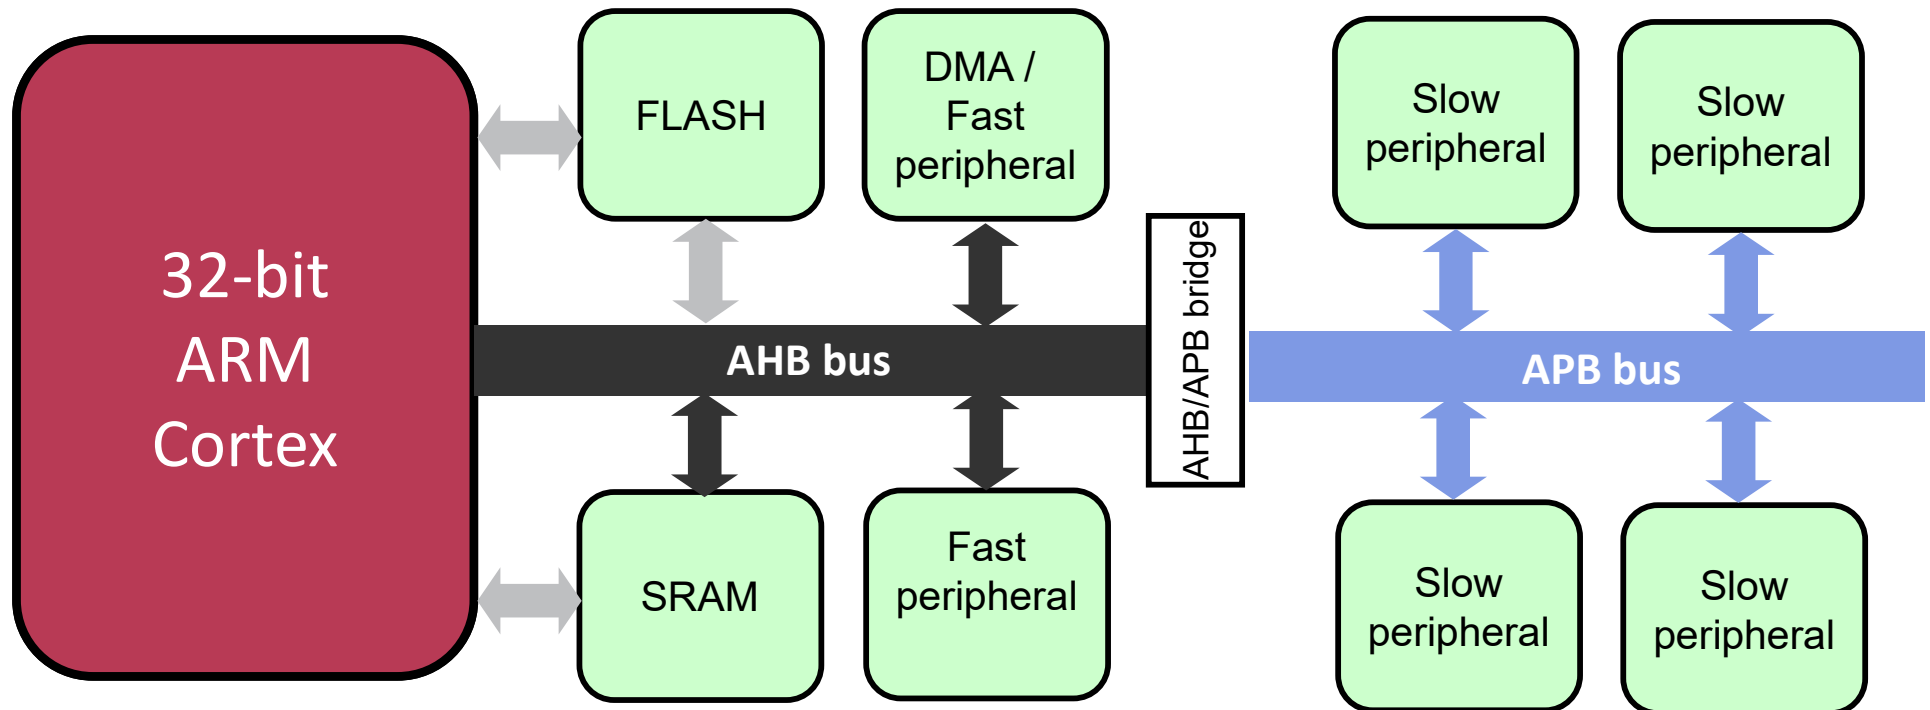 32-bit
ARM
Cortex
FLASH
DMA /
Fast
peripheral
AHB bus
SRAM
Fast
peripheral
AHB/APB bridge
Slow
peripheral
Slow
peripheral
APB bus
Slow
peripheral
Slow
peripheral